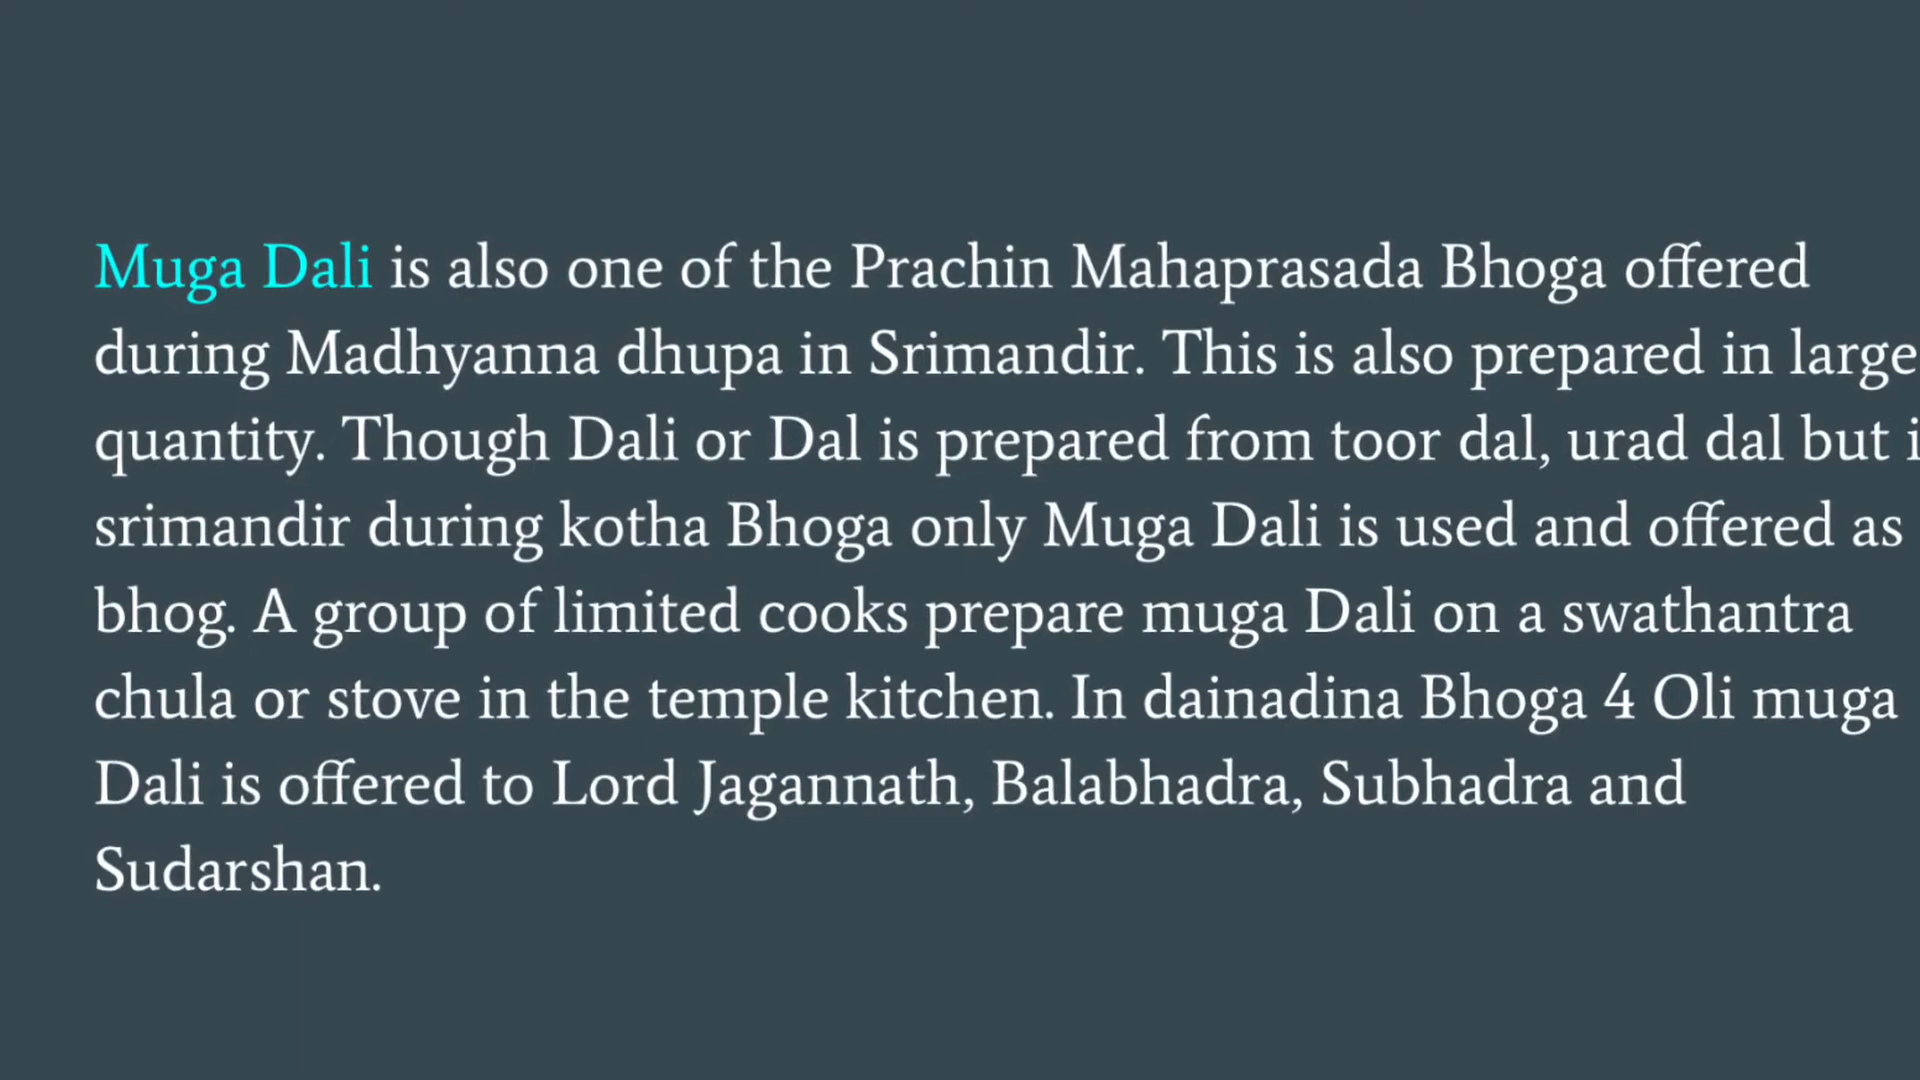 Muga Dali is also one of the Prachin Mahaprasada Bhoga offered
during Madhyanna dhupa in Srimandir. This is also prepared in large
quantity. Though Dali or Dal is prepared from toor dal, urad dal but
srimandir during kotha Bhoga only Muga Dali is used and offered as
bhog. A group of limited cooks prepare muga Dali on a swathantra
chula or stove in the temple kitchen. In dainadina Bhoga 4 Oli muga
Dali is offered to Lord Jagannath, Balabhadra, Subhadra and
Sudarshan.